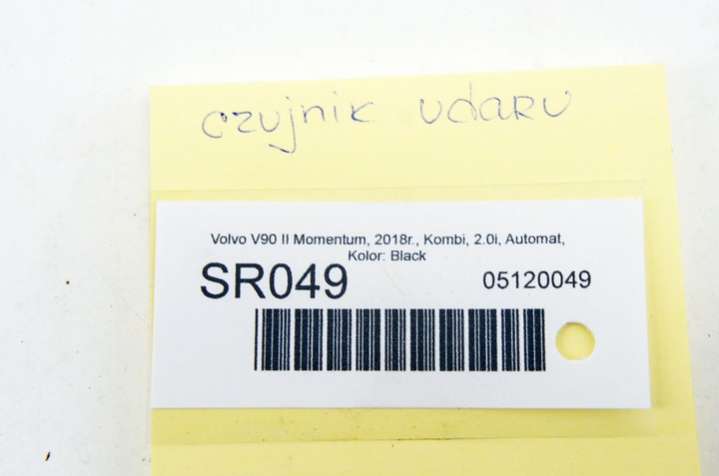 czujnik udaru
Volvo V90 II Momentum, 2018r., Kombi, 2.0i, Automat,
Kolor: Black
SR049 05120049